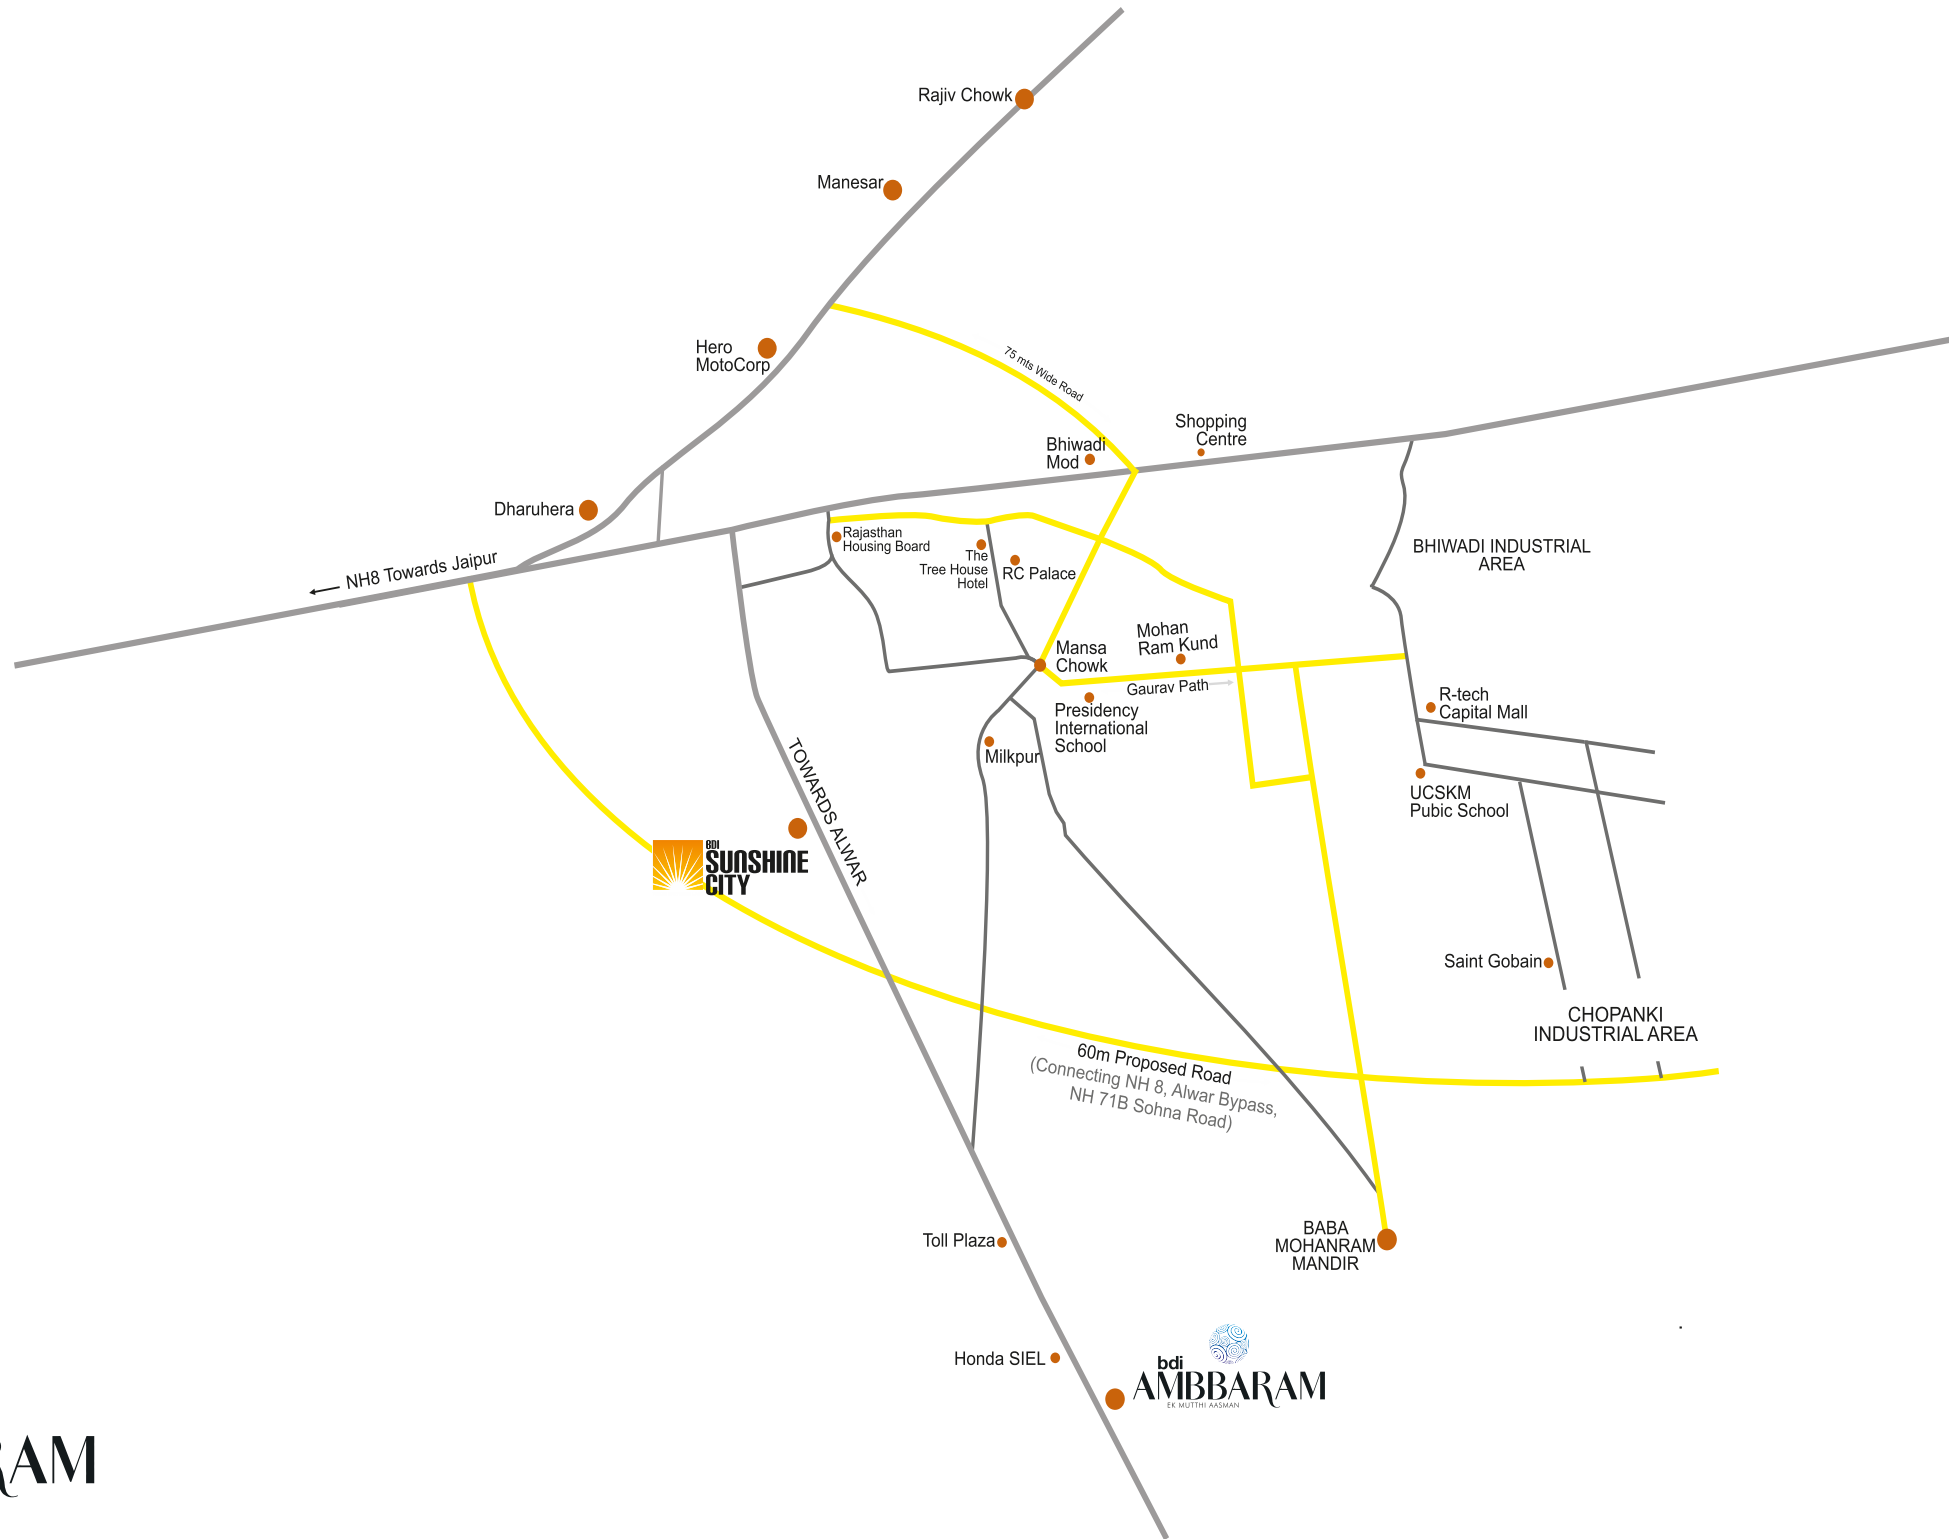 Rajiv Chowk
Manesar
Hero
MotoCorp
75 mts Wide Road
Shopping
Centre
Bhiwadi
Mod
Dharuhera
NH8 Towards Jaipur
Rajasthan
Housing Board
The
Tree House
Hotel
RC Palace
BHIWADI INDUSTRIAL
AREA
Mansa
Chowk
Mohan
Ram Kund
Gaurav Path
Presidency
International
School
Milkpur
R-tech
Capital Mall
UCSKM
Pubic School
TOWARDS ALWAR
BDI
SUNSHINE
CITY
Saint Gobain
CHOPANKI
INDUSTRIAL AREA
60m Proposed Road
(Connecting NH 8, Alwar Bypass,
NH 71B Sohna Road)
Toll Plaza
BABA
MOHANRAM
MANDIR
Honda SIEL
bdi
AMBBARAM
EK MUTTHI AASMAN
RAM